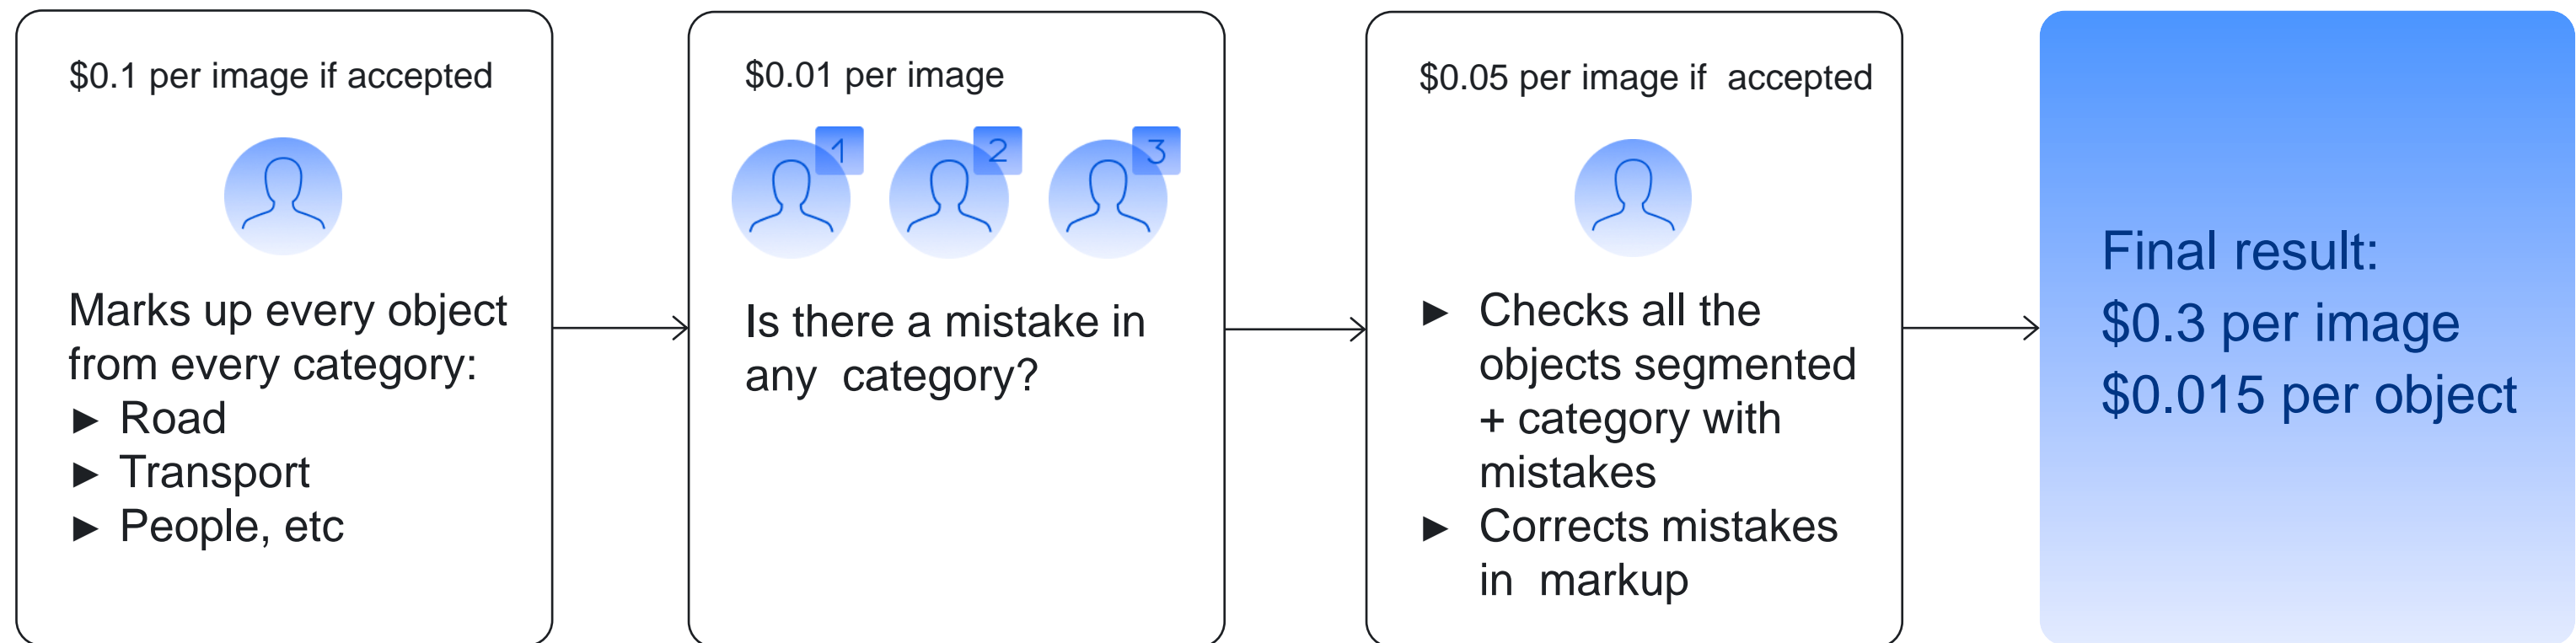 $0.1 per image if accepted
Marks up every object
from every category:
► Road
► Transport
► People, etc
$0.01 per image
1
2
3
Is there a mistake in
any category?
$0.05 per image if accepted
► Checks all the
objects segmented
+ category with
mistakes
► Corrects mistakes
in markup
Final result:
$0.3 per image
$0.015 per object